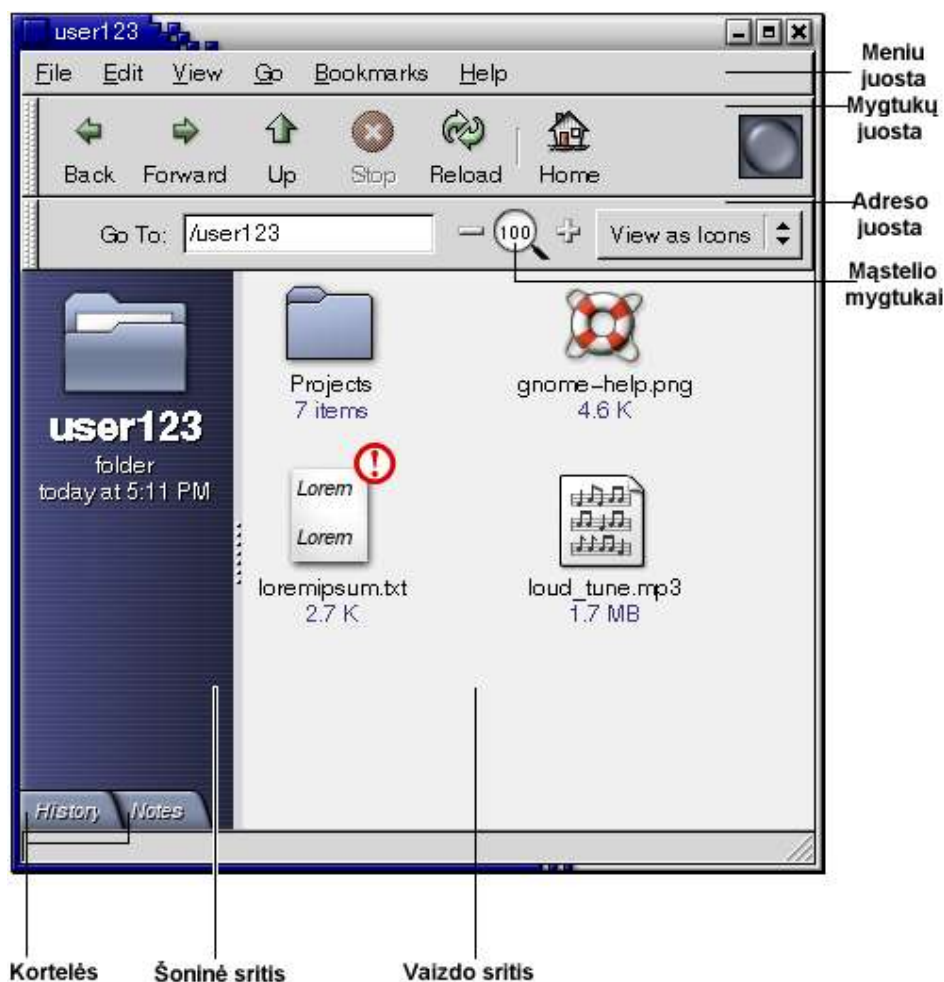 user123
File Edit View Go Bookmarks Help
Meniu
juosta
Mygtukų
juosta
Back Forward Up Stop Reload Home
Adreso
juosta
Go To: /user123 100 View as Icons
Mąstelio
mygtukai
user123
folder
today at 5:11 PM
Projects
7 items
gnome-help.png
4.6 K
Lorem
Lorem
loremipsum.txt
2.7 K
loud_tune.mp3
1.7 MB
History Notes
Kortelės Šoninė sritis Vaizdo sritis